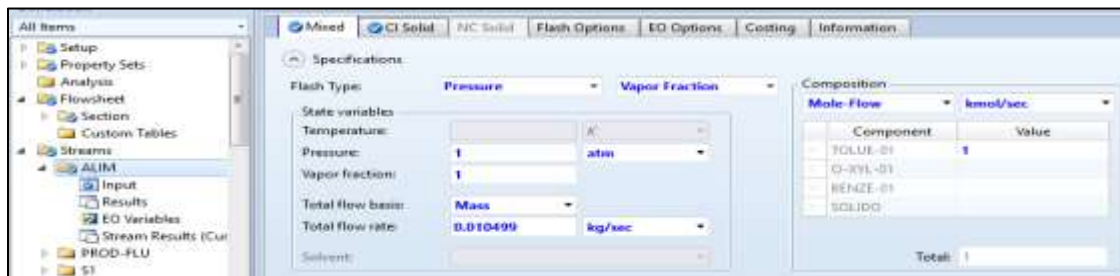 All Items
Setup
Property Sets
Analysis
Flowsheet
Section
Custom Tables
Streams
ALIM
Input
Results
EO Variables
Stream Results (Cus
PROD-FLU
S1
Mixed CI Solid NC Solid Flash Options EO Options Costing Information
Specifications
Flash Type: Pressure Vapor Fraction
State variables
Temperature: K
Pressure: 1 atm
Vapor fraction: 1
Total flow basis: Mass
Total flow rate: 0.010499 kg/sec
Solvent:
Composition
Mole-Flow kmol/sec
Component Value
TOLUE-01 1
O-XYL-01
BENZE-01
SOLIDO
Total: 1